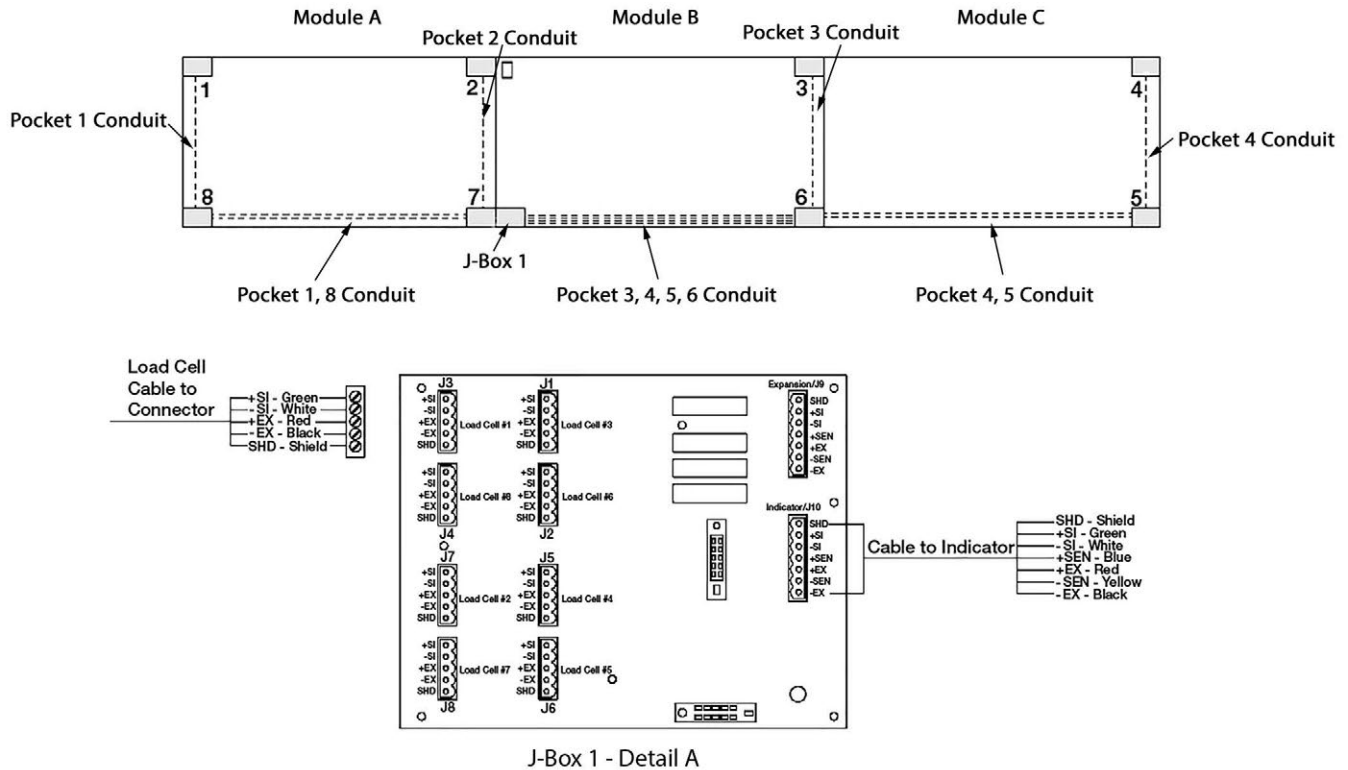 Module A
Module B
Module C
Pocket 2 Conduit
Pocket 3 Conduit
1
2
3
4
Pocket 1 Conduit
Pocket 4 Conduit
8
7
6
5
J-Box 1
Pocket 1, 8 Conduit
Pocket 3, 4, 5, 6 Conduit
Pocket 4, 5 Conduit
Load Cell
Cable to
Connector
+SI - Green
-SI - White
+EX - Red
-EX - Black
SHD - Shield
J3
+SI
-SI
+EX
-EX
SHD
Load Cell #1
J1
+SI
-SI
+EX
-EX
SHD
Load Cell #3
+SI
-SI
+EX
-EX
SHD
Load Cell #8
J4
+SI
-SI
+EX
-EX
SHD
Load Cell #6
J2
J7
+SI
-SI
+EX
-EX
SHD
Load Cell #2
J5
+SI
-SI
+EX
-EX
SHD
Load Cell #4
+SI
-SI
+EX
-EX
SHD
Load Cell #7
J8
+SI
-SI
+EX
-EX
SHD
Load Cell #5
J6
Expansion/J9
SHD
+SI
-SI
+SEN
+EX
-SEN
-EX
Indicator/J10
SHD
+SI
-SI
+SEN
+EX
-SEN
-EX
Cable to Indicator
SHD - Shield
+SI - Green
-SI - White
+SEN - Blue
+EX - Red
-SEN - Yellow
-EX - Black
J-Box 1 - Detail A